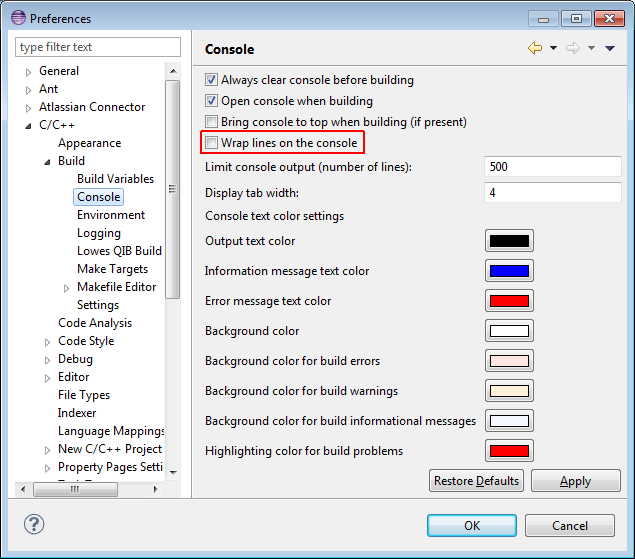 Preferences
type filter text
General
Ant
Atlassian Connector
C/C++
Appearance
Build
Build Variables
Console
Environment
Logging
Lowes QIB Build
Make Targets
Makefile Editor
Settings
Code Analysis
Code Style
Debug
Editor
File Types
Indexer
Language Mappings
New C/C++ Project
Property Pages Setti
Console
Always clear console before building
Open console when building
Bring console to top when building (if present)
Wrap lines on the console
Limit console output (number of lines): 500
Display tab width: 4
Console text color settings
Output text color
Information message text color
Error message text color
Background color
Background color for build errors
Background color for build warnings
Background color for build informational messages
Highlighting color for build problems
Restore Defaults Apply
? OK Cancel